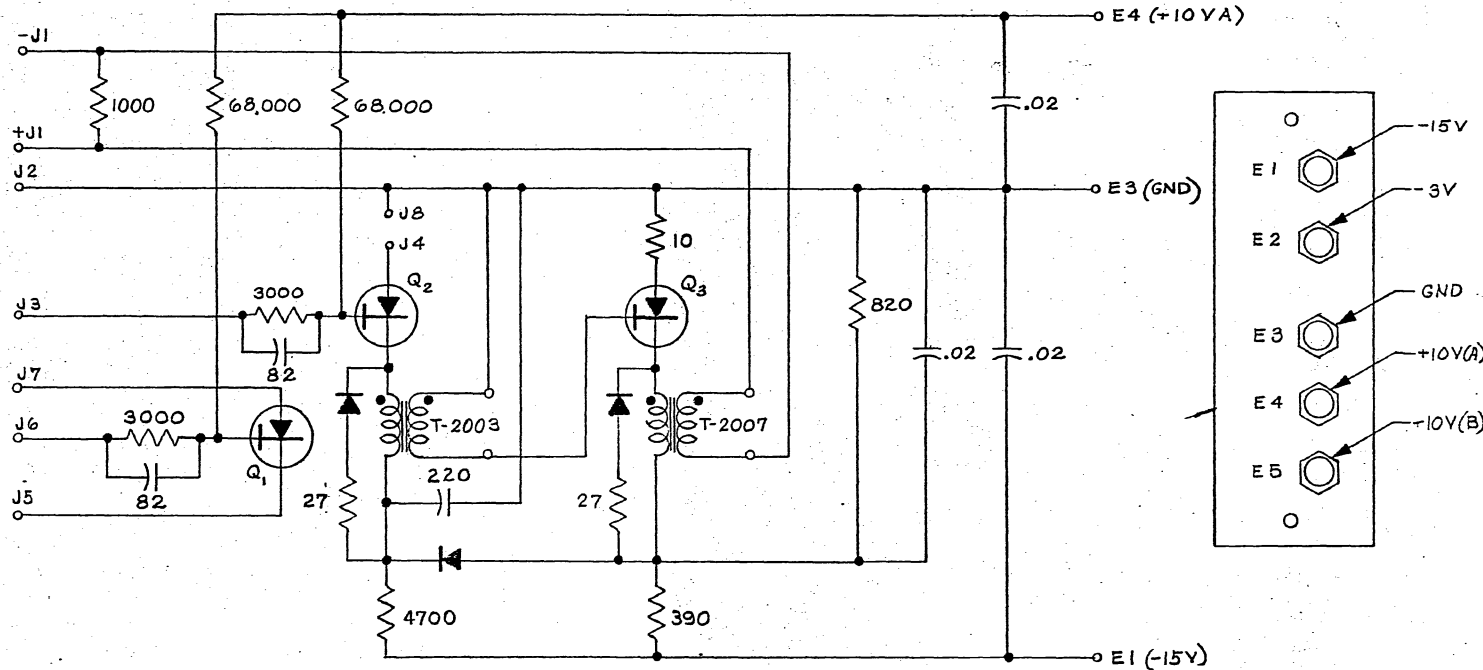 E4 (+10 VA)
-J1
1000
68,000
68,000
.02
+J1
J2
E3 (GND)
J8
J4
10
Q2
Q3
3000
J3
820
82
.02
.02
J7
3000
J6
T-2003
T-2007
Q1
82
220
J5
27
27
4700
390
E1 (-15V)
-15V
E1
-3V
E2
GND
E3
+10V(A)
E4
+10V(B)
E5